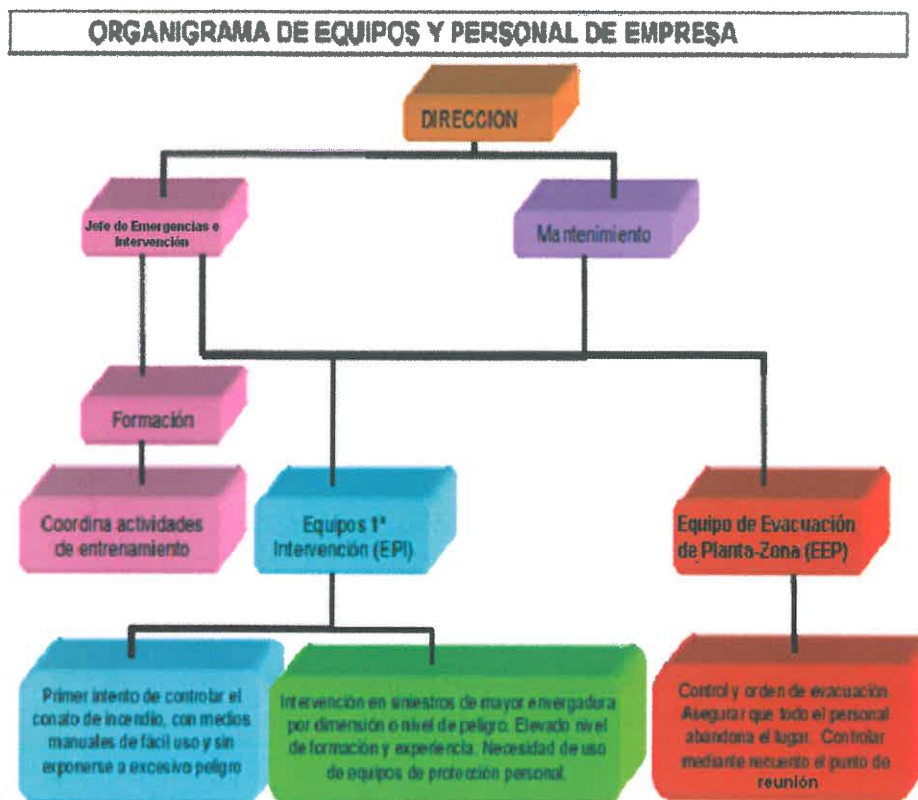 ORGANIGRAMA DE EQUIPOS Y PERSONAL DE EMPRESA
DIRECCION
Jefe de Emergencias e
Intervención
Mantenimiento
Formación
Coordina actividades
de entrenamiento
Equipos 1ª
Intervención (EPI)
Equipo de Evacuación
de Planta-Zona (EEP)
Primer intento de controlar el
conato de incendio, con medios
manuales de fácil uso y sin
exponerse a excesivo peligro
Intervención en siniestros de mayor envergadura
por dimensión o nivel de peligro. Elevado nivel
de formación y experiencia. Necesidad de uso
de equipos de protección personal.
Control y orden de evacuación.
Asegurar que todo el personal
abandona el lugar. Controlar
mediante recuento el punto de
reunión